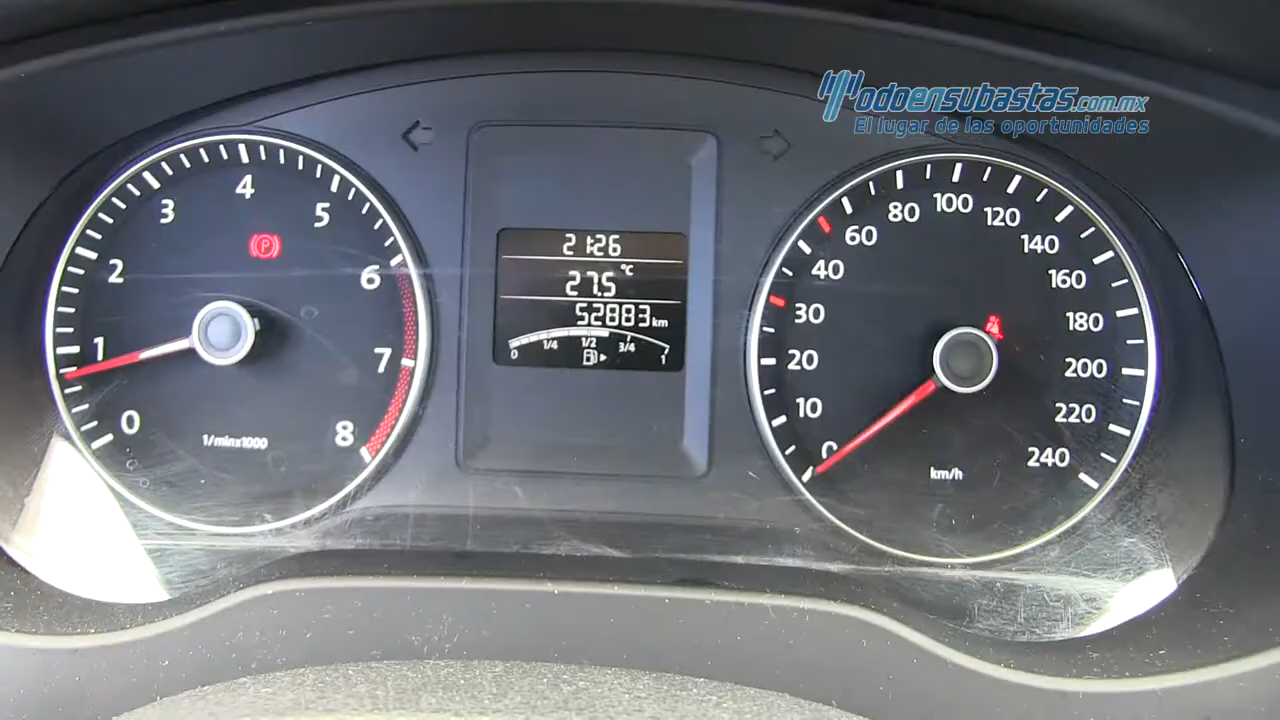 Todoensubastas.com.mx
El lugar de las oportunidades
0 1 2 3 4 5 6 7 8
1/minx1000
P
21:26
27.5 °C
52883 km
0 1/4 1/2 3/4 1
0 10 20 30 40 60 80 100 120 140 160 180 200 220 240
km/h